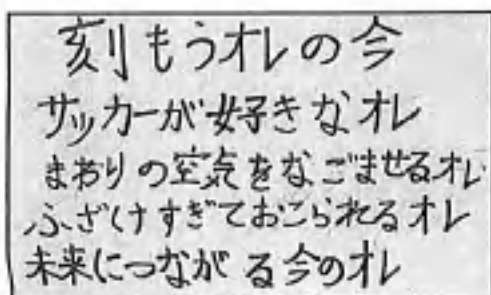 刻もうオレの今
サッカーが好きなオレ
まわりの空気をなごませるオレ
ふざけすぎておこられるオレ
未来につながる今のオレ